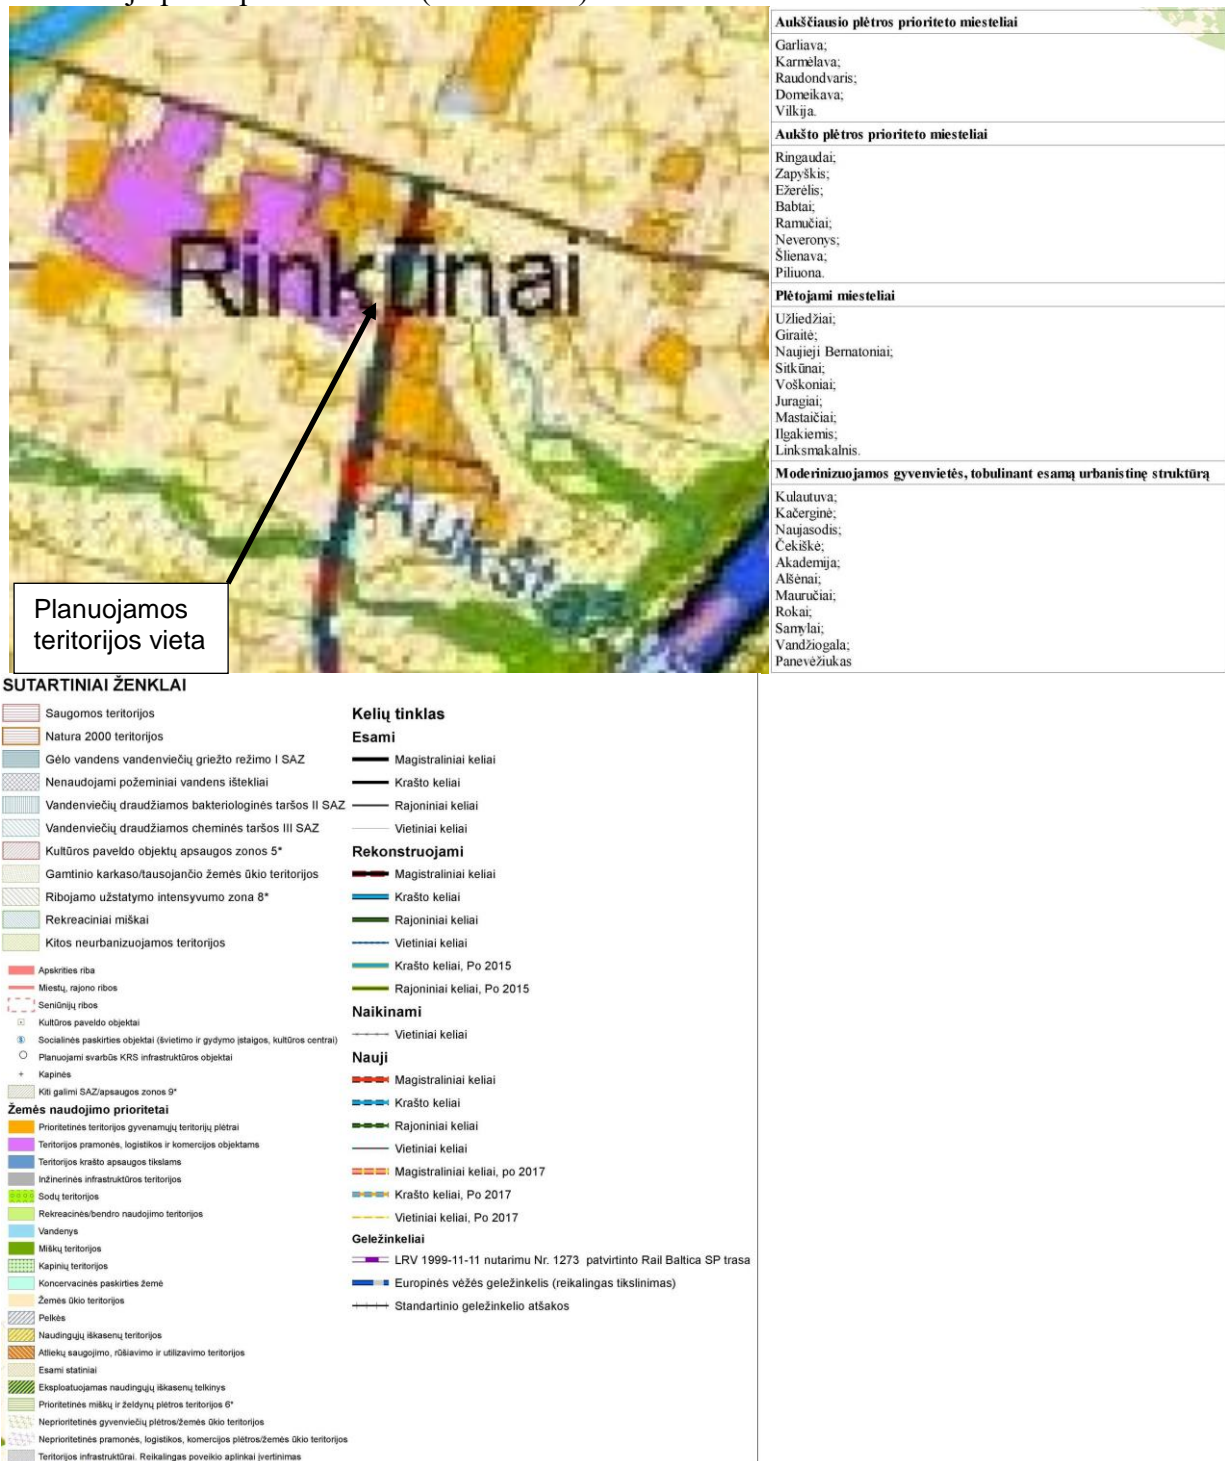 Rinkūnai
Planuojamos
teritorijos vieta
Aukščiausio plėtros prioriteto miesteliai
Garliava;
Karmėlava;
Raudondvaris;
Domeikava;
Vilkija.
Aukšto plėtros prioriteto miesteliai
Ringaudai;
Zapyškis;
Ežerėlis;
Babtai;
Ramučiai;
Neveronys;
Šlienava;
Piliuona.
Plėtojami miesteliai
Užliedžiai;
Giraitė;
Naujieji Bernatoniai;
Sitkūnai;
Voškoniai;
Juragiai;
Mastaičiai;
Ilgakiemis;
Linksmakalnis.
Moderinizuojamos gyvenvietės, tobulinant esamą urbanistinę struktūrą
Kulautuva;
Kačerginė;
Naujasodis;
Čekiškė;
Akademija;
Alšėnai;
Mauručiai;
Rokai;
Samylai;
Vandžiogala;
Panevėžiukas
SUTARTINIAI ŽENKLAI
Saugomos teritorijos
Natura 2000 teritorijos
Gėlo vandens vandenviečių griežto režimo I SAZ
Nenaudojami požeminiai vandens ištekliai
Vandenviečių draudžiamos bakteriologinės taršos II SAZ
Vandenviečių draudžiamos cheminės taršos III SAZ
Kultūros paveldo objektų apsaugos zonos 5*
Gamtinio karkaso/tausojančio žemės ūkio teritorijos
Ribojamo užstatymo intensyvumo zona 8*
Rekreaciniai miškai
Kitos neurbanizuojamos teritorijos
Apskrities riba
Miestų, rajono ribos
Seniūnijų ribos
Kultūros paveldo objektai
Socialinės paskirties objektai (švietimo ir gydymo įstaigos, kultūros centrai)
Planuojami svarbūs KRS infrastruktūros objektai
Kapinės
Kiti galimi SAZ/apsaugos zonos 9*
Žemės naudojimo prioritetai
Prioritetinės teritorijos gyvenamųjų teritorijų plėtrai
Teritorijos pramonės, logistikos ir komercijos objektams
Teritorijos krašto apsaugos tikslams
Inžinerinės infrastruktūros teritorijos
Sodų teritorijos
Rekreacinės/bendro naudojimo teritorijos
Vandenys
Miškų teritorijos
Kapinių teritorijos
Koncervacinės paskirties žemė
Žemės ūkio teritorijos
Pelkės
Naudingųjų iškasenų teritorijos
Atliekų saugojimo, rūšiavimo ir utilizavimo teritorijos
Esami statiniai
Eksploatuojamas naudingųjų iškasenų telkinys
Prioritetinės miškų ir želdynų plėtros teritorijos 6*
Neprioritetinės gyvenviečių plėtros/žemės ūkio teritorijos
Neprioritetinės pramonės, logistikos, komercijos plėtros/žemės ūkio teritorijos
Teritorijos infrastruktūrai. Reikalingas poveikio aplinkai įvertinimas
Kelių tinklas
Esami
Magistraliniai keliai
Krašto keliai
Rajoniniai keliai
Vietiniai keliai
Rekonstruojami
Magistraliniai keliai
Krašto keliai
Rajoniniai keliai
Vietiniai keliai
Krašto keliai, Po 2015
Rajoniniai keliai, Po 2015
Naikinami
Vietiniai keliai
Nauji
Magistraliniai keliai
Krašto keliai
Rajoniniai keliai
Vietiniai keliai
Magistraliniai keliai, po 2017
Krašto keliai, Po 2017
Vietiniai keliai, Po 2017
Geležinkeliai
LRV 1999-11-11 nutarimu Nr. 1273 patvirtinto Rail Baltica SP trasa
Europinės vėžės geležinkelis (reikalingas tikslinimas)
Standartinio geležinkelio atšakos